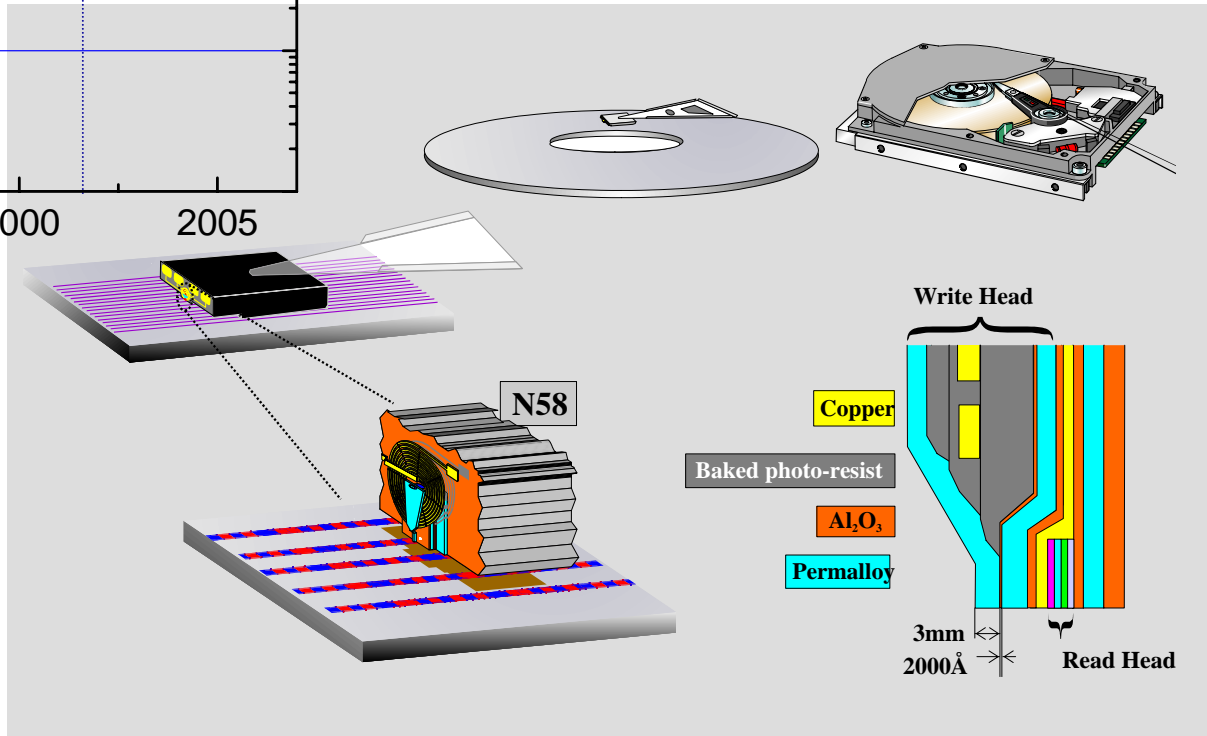 000 2005
Write Head
N58
Copper
Baked photo-resist
Al₂O₃
Permalloy
3mm
2000Å
Read Head